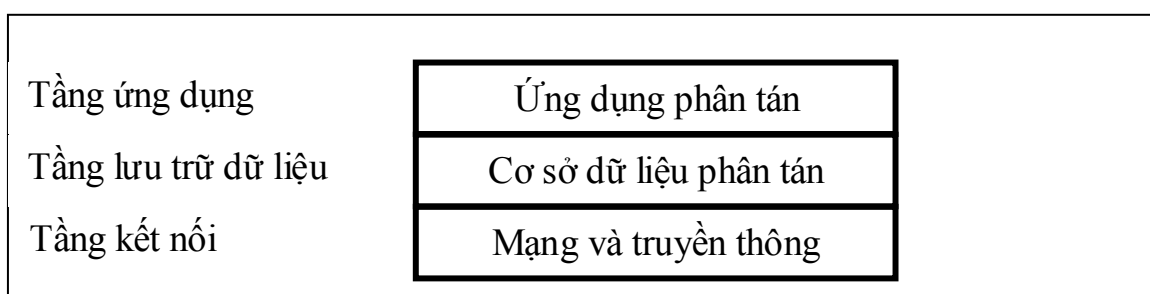 Tầng ứng dụng Ứng dụng phân tán
Tầng lưu trữ dữ liệu Cơ sở dữ liệu phân tán
Tầng kết nối Mạng và truyền thông